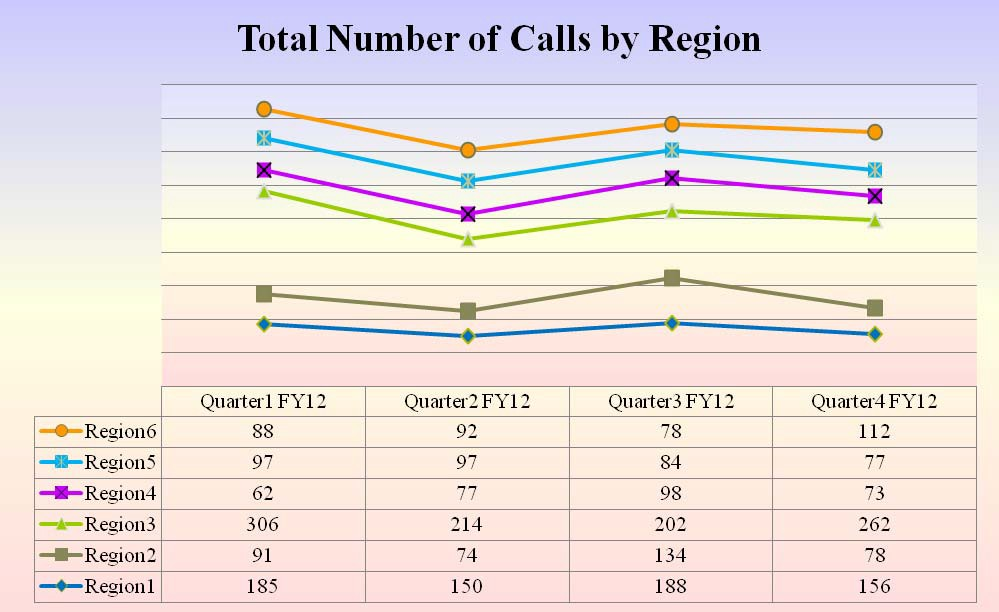 Total Number of Calls by Region
Quarter1 FY12 Quarter2 FY12 Quarter3 FY12 Quarter4 FY12
Region6 88 92 78 112
Region5 97 97 84 77
Region4 62 77 98 73
Region3 306 214 202 262
Region2 91 74 134 78
Region1 185 150 188 156